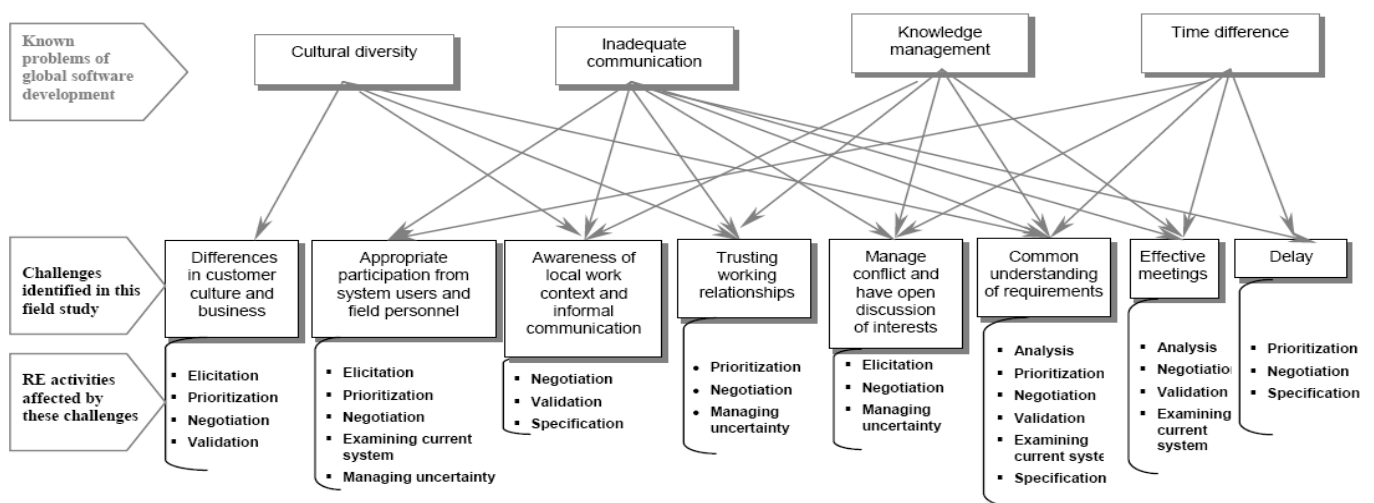 Known
problems of
global software
development
Cultural diversity
Inadequate
communication
Knowledge
management
Time difference
Challenges
identified in this
field study
Differences
in customer
culture and
business
Appropriate
participation from
system users and
field personnel
Awareness of
local work
context and
informal
communication
Trusting
working
relationships
Manage
conflict and
have open
discussion
of interests
Common
understanding
of requirements
Effective
meetings
Delay
RE activities
affected by
these challenges
▪ Elicitation
▪ Prioritization
▪ Negotiation
▪ Validation
▪ Elicitation
▪ Prioritization
▪ Negotiation
▪ Examining current
system
▪ Managing uncertainty
▪ Negotiation
▪ Validation
▪ Specification
• Prioritization
• Negotiation
• Managing
uncertainty
▪ Elicitation
▪ Negotiation
▪ Managing
uncertainty
▪ Analysis
▪ Prioritization
▪ Negotiation
▪ Validation
▪ Examining
current syste
▪ Specification
▪ Analysis
▪ Negotiation
▪ Validation
▪ Examining
current
system
▪ Prioritization
▪ Negotiation
▪ Specification